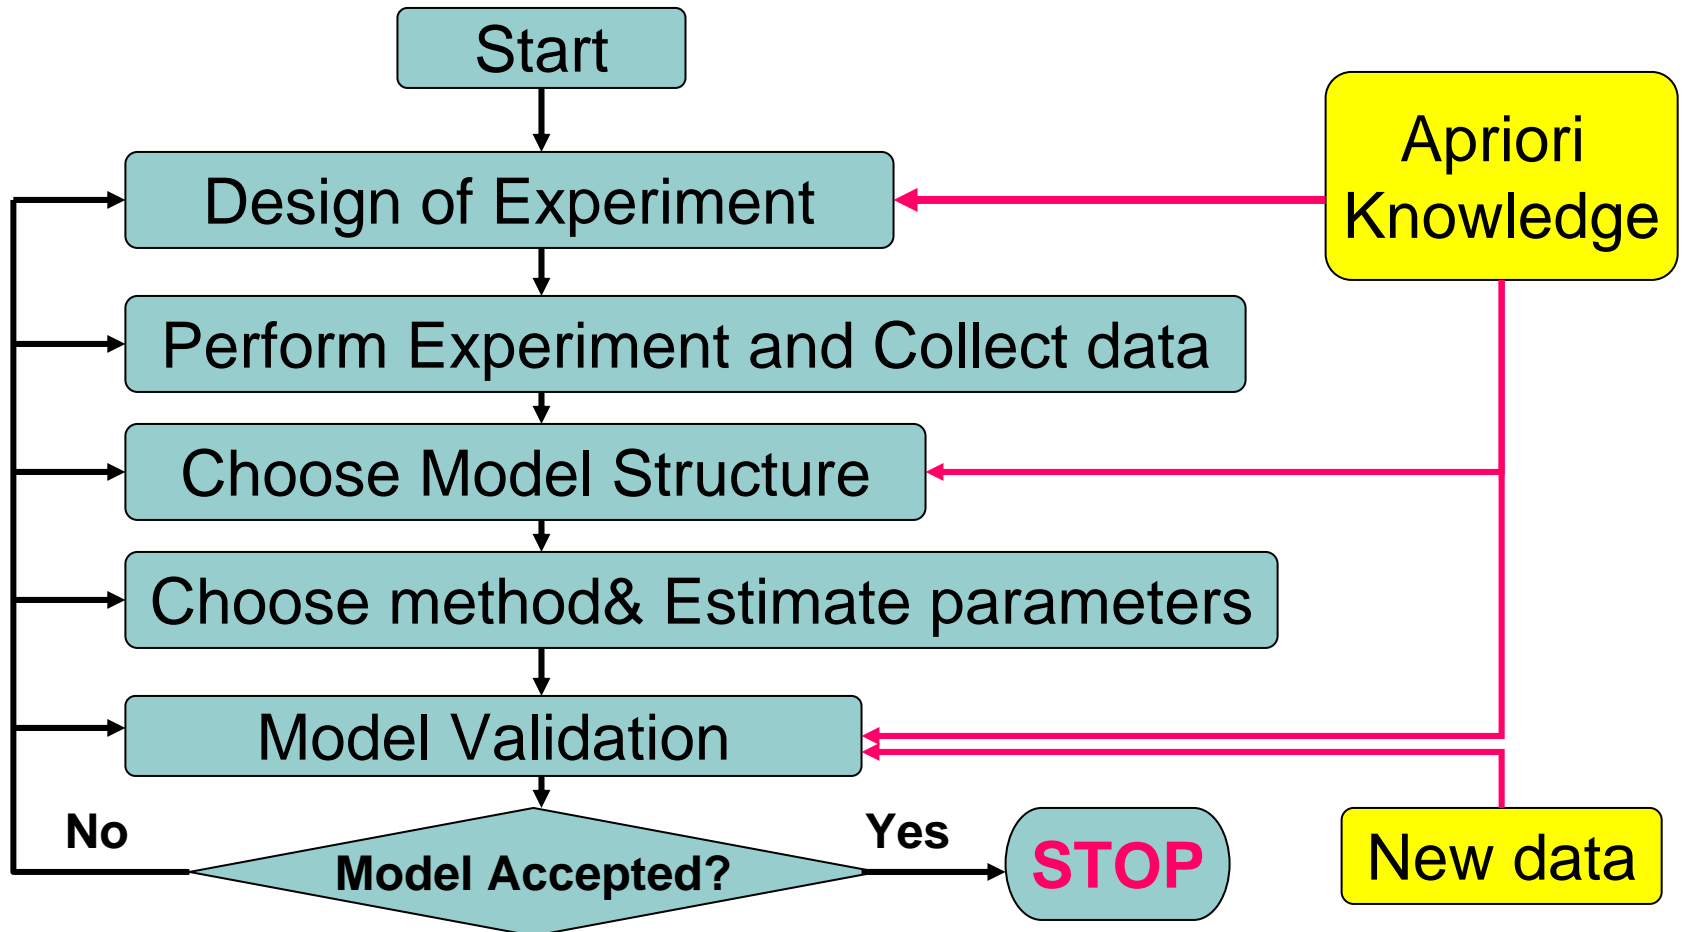 Start
Design of Experiment
Apriori
Knowledge
Perform Experiment and Collect data
Choose Model Structure
Choose method& Estimate parameters
Model Validation
No
Model Accepted?
Yes
STOP
New data